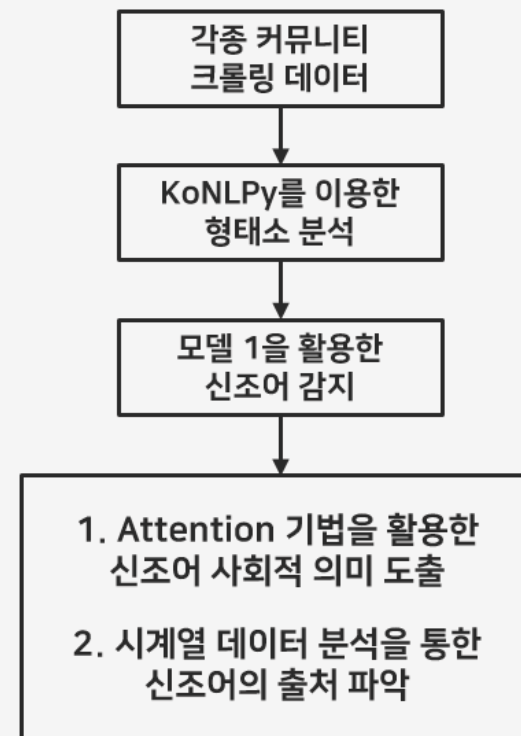 각종 커뮤니티
크롤링 데이터
KoNLPy를 이용한
형태소 분석
모델 1을 활용한
신조어 감지
1. Attention 기법을 활용한
신조어 사회적 의미 도출
2. 시계열 데이터 분석을 통한
신조어의 출처 파악